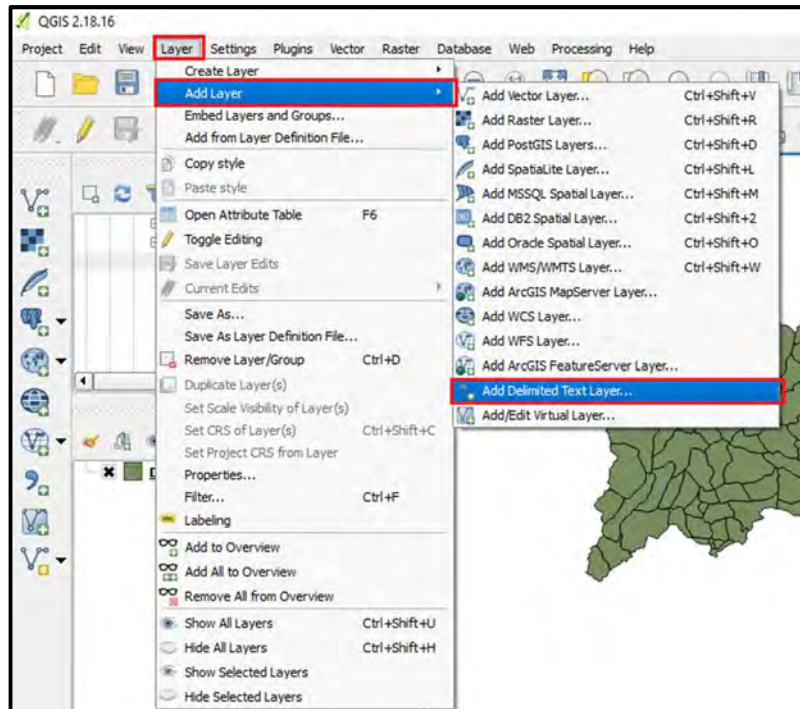 QGIS 2.18.16
Project Edit View Layer Settings Plugins Vector Raster Database Web Processing Help
Create Layer
Add Layer
Embed Layers and Groups...
Add from Layer Definition File...
Copy style
Paste style
Open Attribute Table F6
Toggle Editing
Save Layer Edits
Current Edits
Save As...
Save As Layer Definition File...
Remove Layer/Group Ctrl+D
Duplicate Layer(s)
Set Scale Visibility of Layer(s)
Set CRS of Layer(s) Ctrl+Shift+C
Set Project CRS from Layer
Properties...
Filter... Ctrl+F
Labeling
Add to Overview
Add All to Overview
Remove All from Overview
Show All Layers Ctrl+Shift+U
Hide All Layers Ctrl+Shift+H
Show Selected Layers
Hide Selected Layers
Add Vector Layer... Ctrl+Shift+V
Add Raster Layer... Ctrl+Shift+R
Add PostGIS Layers... Ctrl+Shift+D
Add SpatiaLite Layer... Ctrl+Shift+L
Add MSSQL Spatial Layer... Ctrl+Shift+M
Add DB2 Spatial Layer... Ctrl+Shift+2
Add Oracle Spatial Layer... Ctrl+Shift+O
Add WMS/WMTS Layer... Ctrl+Shift+W
Add ArcGIS MapServer Layer...
Add WCS Layer...
Add WFS Layer...
Add ArcGIS FeatureServer Layer...
Add Delimited Text Layer...
Add/Edit Virtual Layer...